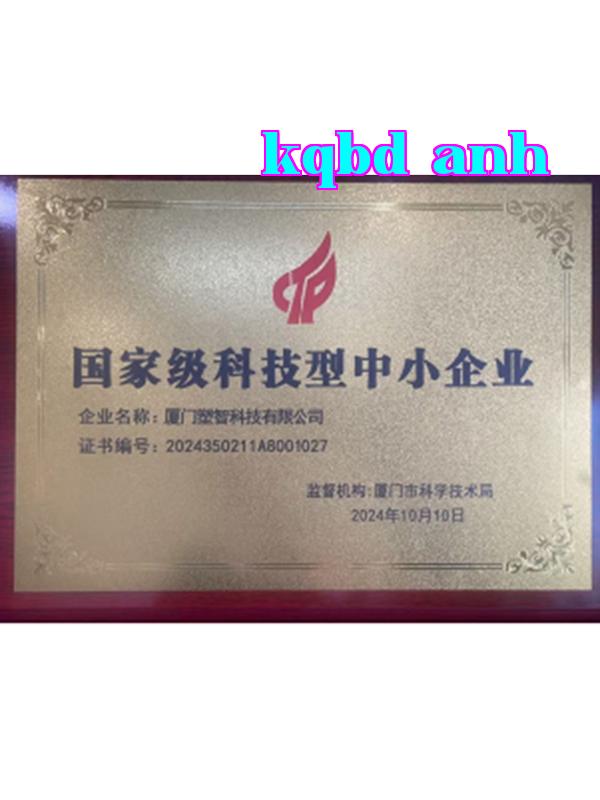 kqbd anh
国家级科技型中小企业
企业名称: 厦门塑智科技有限公司
证书编号: 2024350211A8001027
监督机构:厦门市科学技术局
2024年10月10日